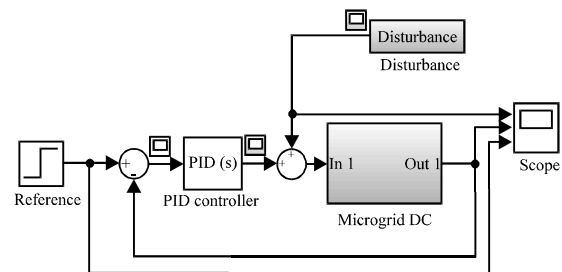 Disturbance
Disturbance
+
+
-
PID (s)
+
+
In 1
Out 1
Scope
Reference
PID controller
Microgrid DC